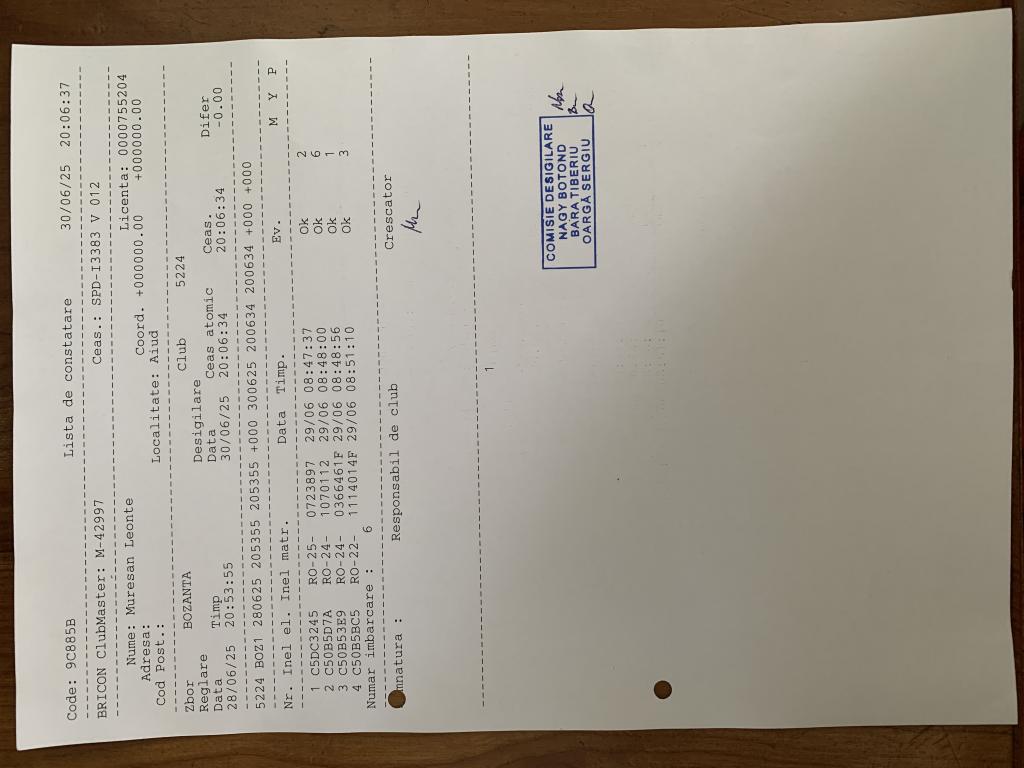 Code: 9C885B Lista de constatare 30/06/25 20:06:37
BRICON ClubMaster: M-42997 Ceas.: SPD-I3383 V 012
Nume: Muresan Leonte Licenta: 0000755204
Adresa: Coord. +000000.00 +000000.00
Cod Post.: Localitate: Aiud
Zbor BOZANTA Club 5224
Reglare Desigilare
Data Timp Data Ceas atomic Ceas. Difer
28/06/25 20:53:55 30/06/25 20:06:34 20:06:34 -0.00
5224 BOZ1 280625 205355 205355 +000 300625 200634 200634 +000 +000
Nr. Inel el. Inel matr. Data Timp. Ev. M Y P
1 C5DC3245 RO-25- 0723897 29/06 08:47:37 Ok 2
2 C50B5D7A RO-24- 1070112 29/06 08:48:00 Ok 6
3 C50B53E9 RO-24- 0366461F 29/06 08:48:56 Ok 1
4 C50B5BC5 RO-22- 1114014F 29/06 08:51:10 Ok 3
Numar imbarcare : 6
mnatura : Responsabil de club Crescator
1
COMISIE DESIGILARE
NAGY BOTOND
BARA TIBERIU
OARGĂ SERGIU